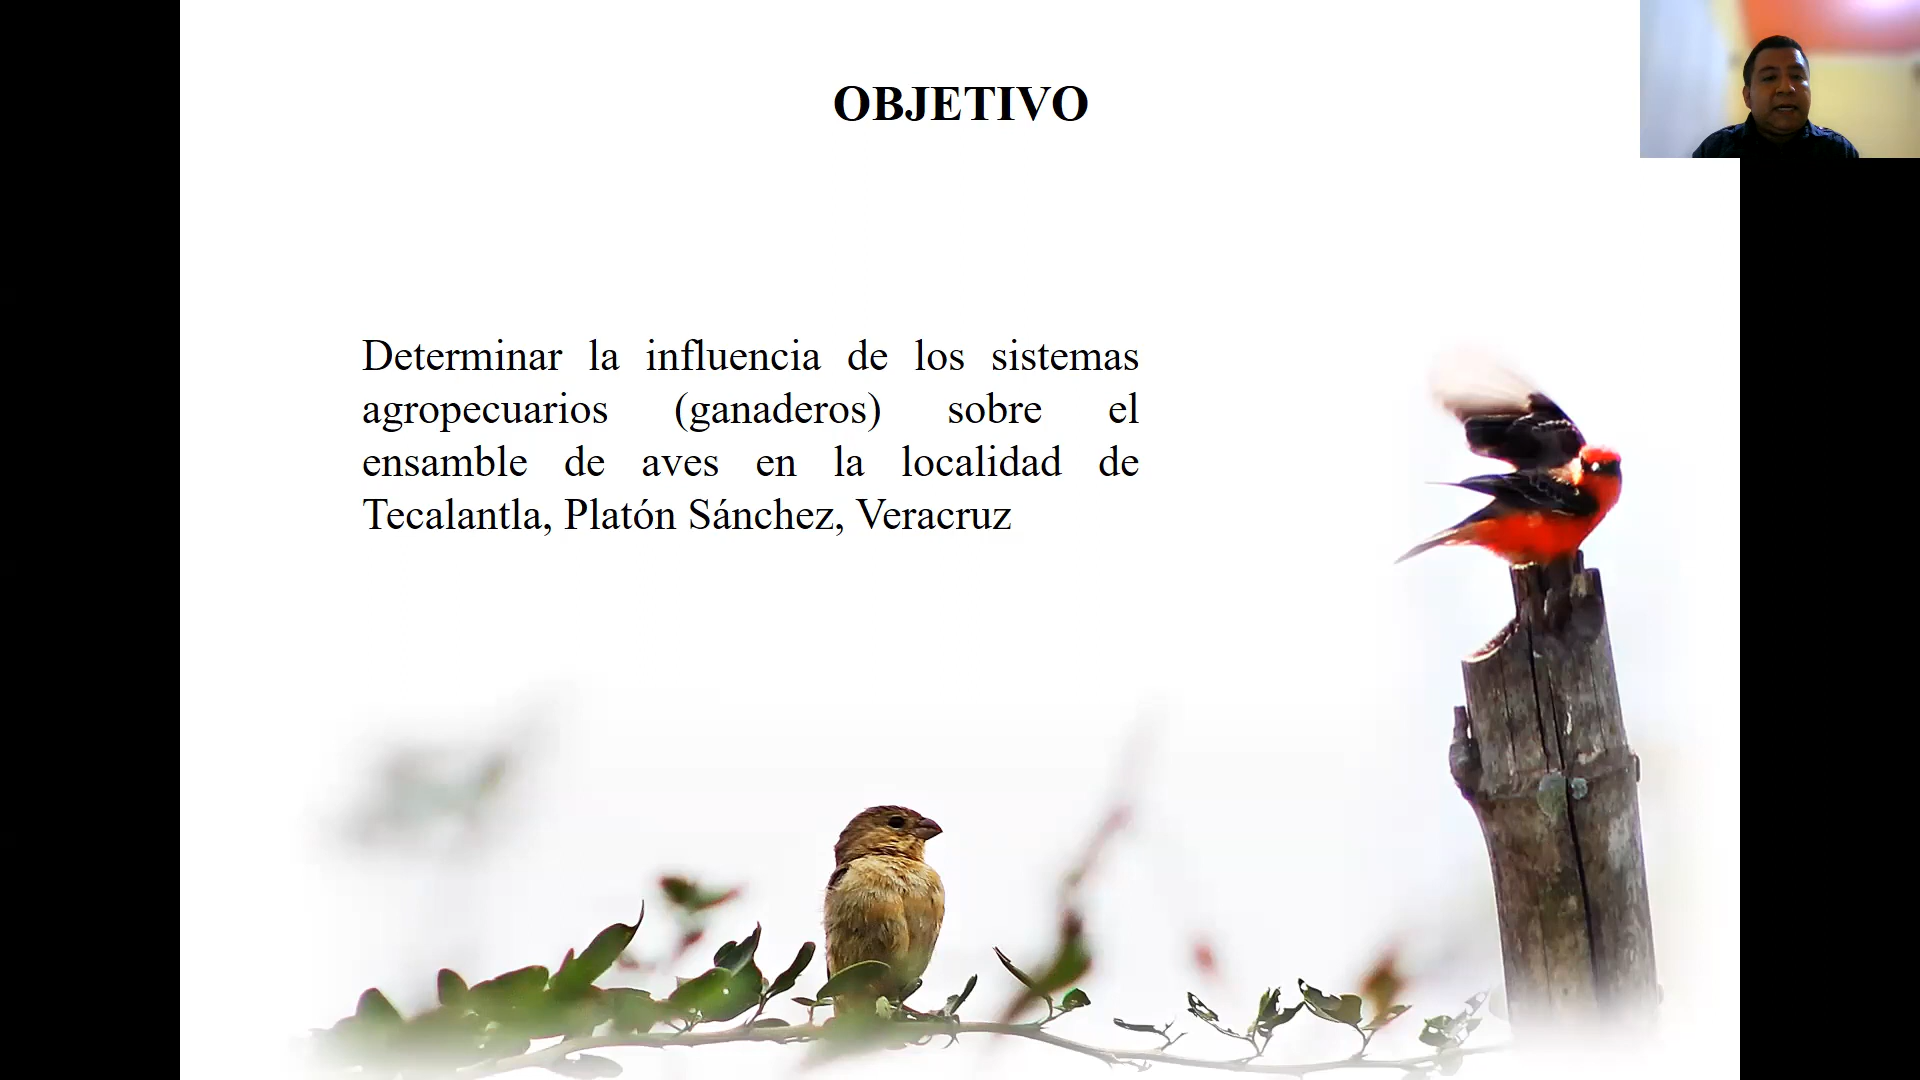 OBJETIVO
Determinar la influencia de los sistemas
agropecuarios (ganaderos) sobre el
ensamble de aves en la localidad de
Tecalantla, Platón Sánchez, Veracruz